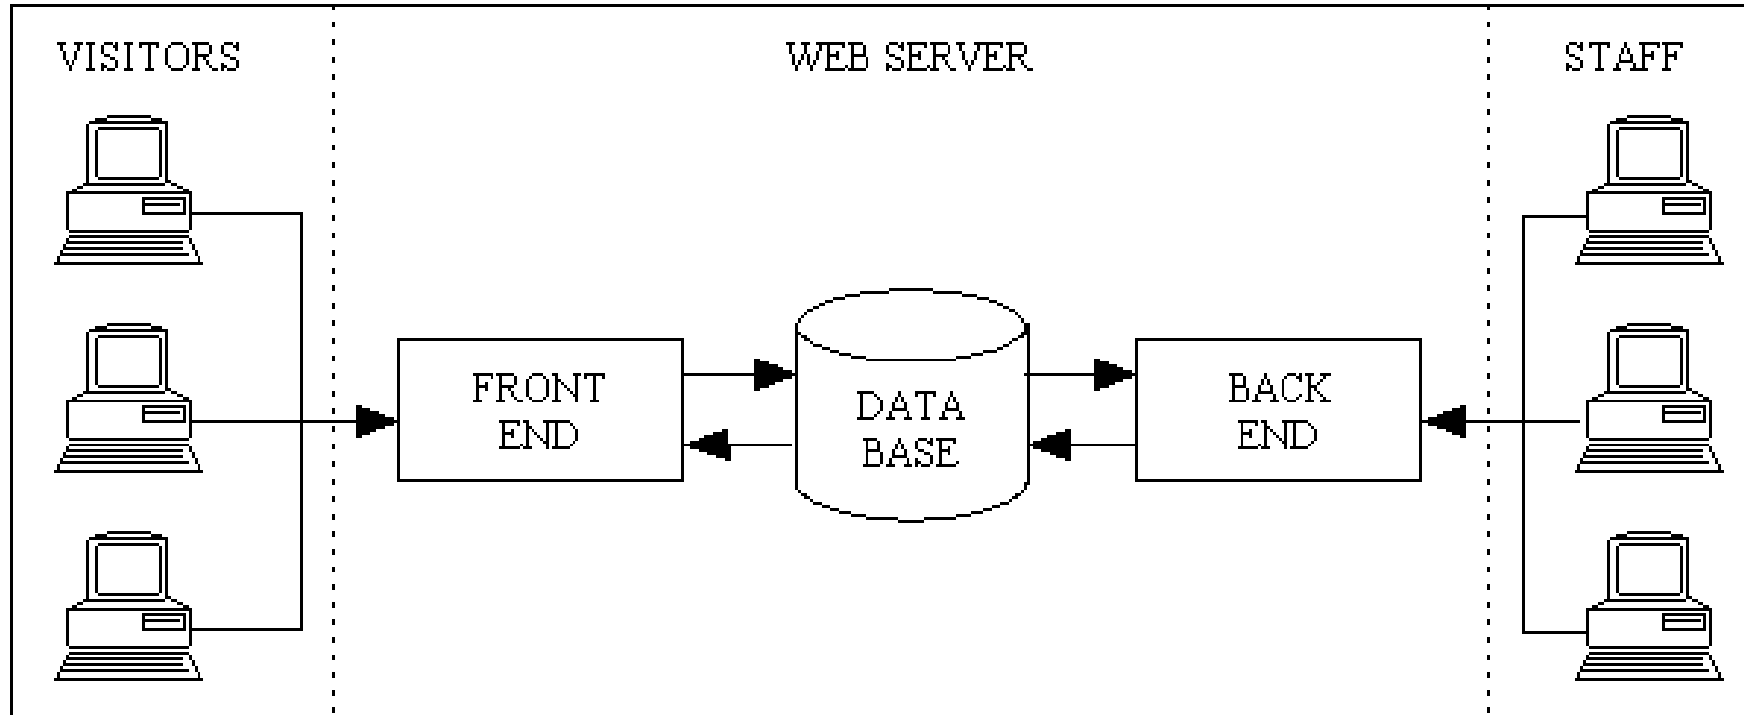 VISITORS
WEB SERVER
STAFF
FRONT
END
DATA
BASE
BACK
END